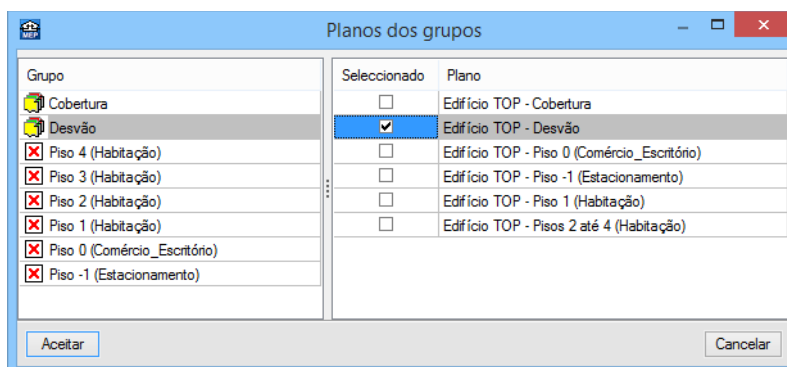 MEP
Planos dos grupos
Grupo
Cobertura
Desvão
Piso 4 (Habitação)
Piso 3 (Habitação)
Piso 2 (Habitação)
Piso 1 (Habitação)
Piso 0 (Comércio_Escritório)
Piso -1 (Estacionamento)
Seleccionado Plano
Edifício TOP - Cobertura
Edifício TOP - Desvão
Edifício TOP - Piso 0 (Comércio_Escritório)
Edifício TOP - Piso -1 (Estacionamento)
Edifício TOP - Piso 1 (Habitação)
Edifício TOP - Pisos 2 até 4 (Habitação)
Aceitar
Cancelar